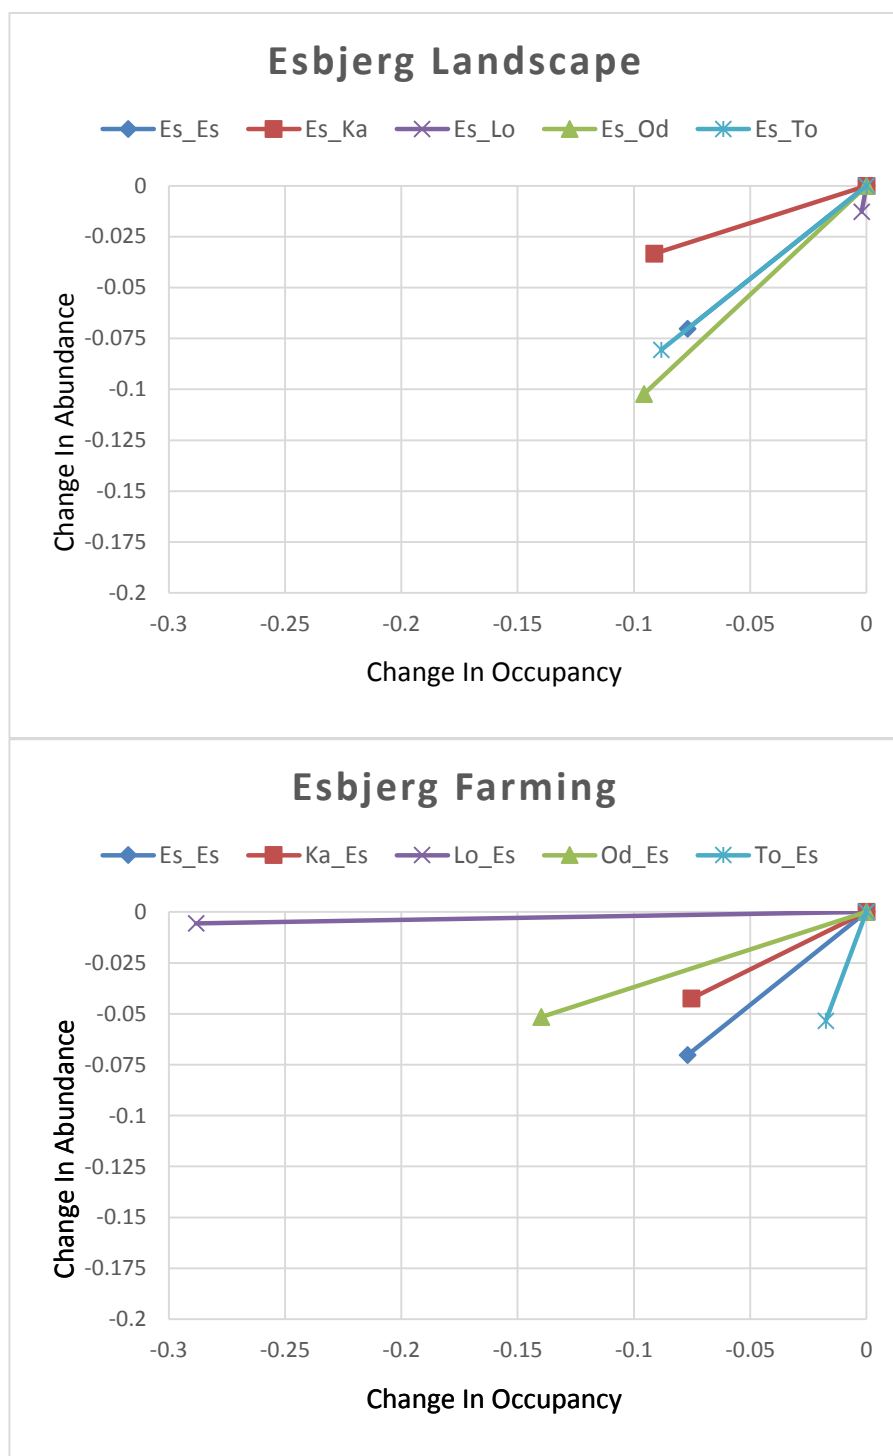 Esbjerg Landscape
Es_Es Es_Ka Es_Lo Es_Od Es_To
0
-0.025
-0.05
-0.075
-0.1
-0.125
-0.15
-0.175
-0.2
Change In Abundance
-0.3 -0.25 -0.2 -0.15 -0.1 -0.05 0
Change In Occupancy
Esbjerg Farming
Es_Es Ka_Es Lo_Es Od_Es To_Es
0
-0.025
-0.05
-0.075
-0.1
-0.125
-0.15
-0.175
-0.2
Change In Abundance
-0.3 -0.25 -0.2 -0.15 -0.1 -0.05 0
Change In Occupancy